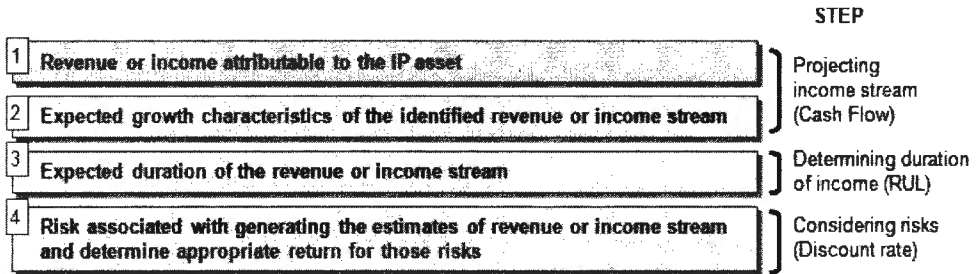 STEP
1 Revenue or income attributable to the IP asset
2 Expected growth characteristics of the identified revenue or income stream
Projecting
income stream
(Cash Flow)
3 Expected duration of the revenue or income stream
Determining duration
of income (RUL)
4 Risk associated with generating the estimates of revenue or income stream
and determine appropriate return for those risks
Considering risks
(Discount rate)